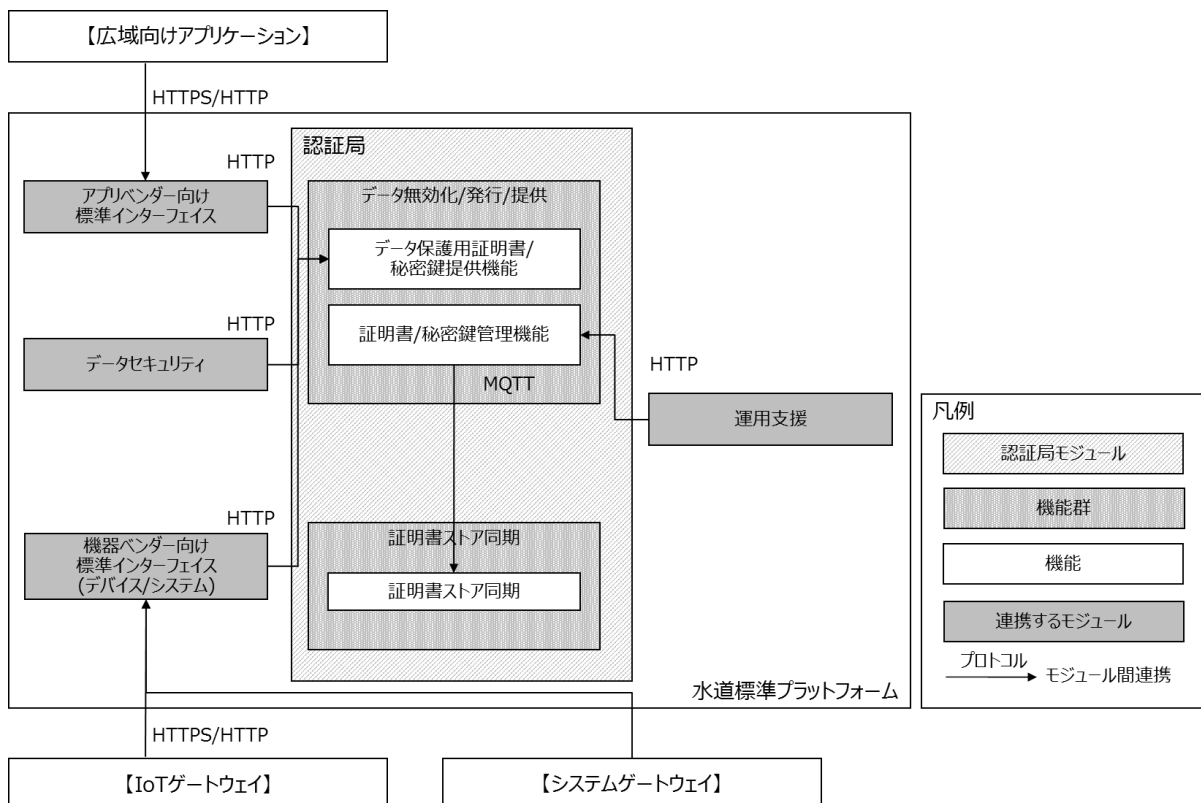 【広域向けアプリケーション】
HTTPS/HTTP
認証局
HTTP
アプリベンダー向け
標準インターフェイス
データ無効化/発行/提供
データ保護用証明書/
秘密鍵提供機能
HTTP
データセキュリティ
証明書/秘密鍵管理機能
MQTT
HTTP
運用支援
HTTP
機器ベンダー向け
標準インターフェイス
(デバイス/システム)
証明書ストア同期
証明書ストア同期
水道標準プラットフォーム
HTTPS/HTTP
【IoTゲートウェイ】
【システムゲートウェイ】
凡例
認証局モジュール
機能群
機能
連携するモジュール
プロトコル
モジュール間連携